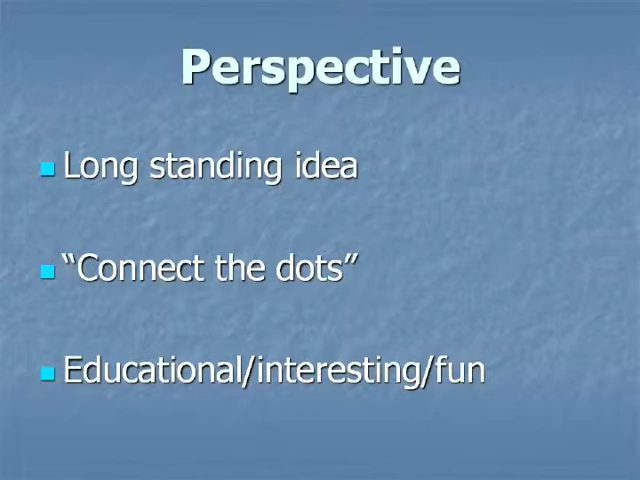 Perspective
Long standing idea
“Connect the dots”
Educational/interesting/fun